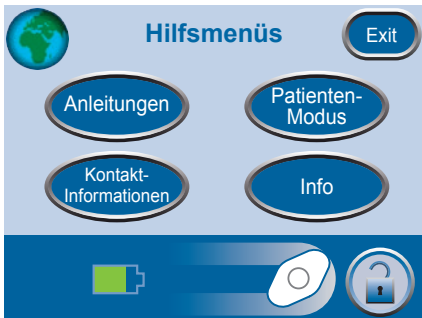 Hilfsmenüs
Exit
Anleitungen
Patienten-
Modus
Kontakt-
Informationen
Info